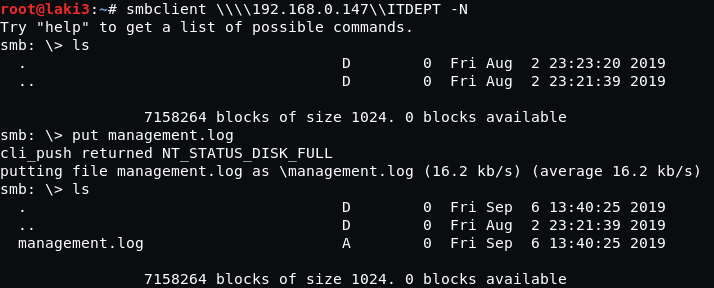 root@laki3:~# smbclient \\\\192.168.0.147\\ITDEPT -N
Try "help" to get a list of possible commands.
smb: \> ls
  .                                   D        0  Fri Aug  2 23:23:20 2019
  ..                                  D        0  Fri Aug  2 23:21:39 2019
                7158264 blocks of size 1024. 0 blocks available
smb: \> put management.log
cli_push returned NT_STATUS_DISK_FULL
putting file management.log as \management.log (16.2 kb/s) (average 16.2 kb/s)
smb: \> ls
  .                                   D        0  Fri Sep  6 13:40:25 2019
  ..                                  D        0  Fri Aug  2 23:21:39 2019
  management.log                      A        0  Fri Sep  6 13:40:25 2019
                7158264 blocks of size 1024. 0 blocks available